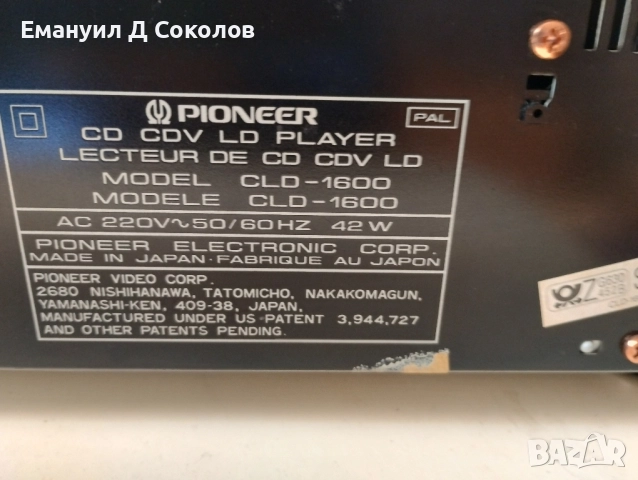 Емануил Д Соколов
PIONEER
PAL
CD CDV LD PLAYER
LECTEUR DE CD CDV LD
MODEL CLD-1600
MODELE CLD-1600
AC 220V∿50/60HZ 42W
PIONEER ELECTRONIC CORP.
MADE IN JAPAN·FABRIQUE AU JAPON
PIONEER VIDEO CORP.
2680 NISHIHANAWA, TATOMICHO, NAKAKOMAGUN,
YAMANASHI-KEN, 409-38, JAPAN,
MANUFACTURED UNDER US·PATENT 3,944,727
AND OTHER PATENTS PENDING.
Z
BAZAR